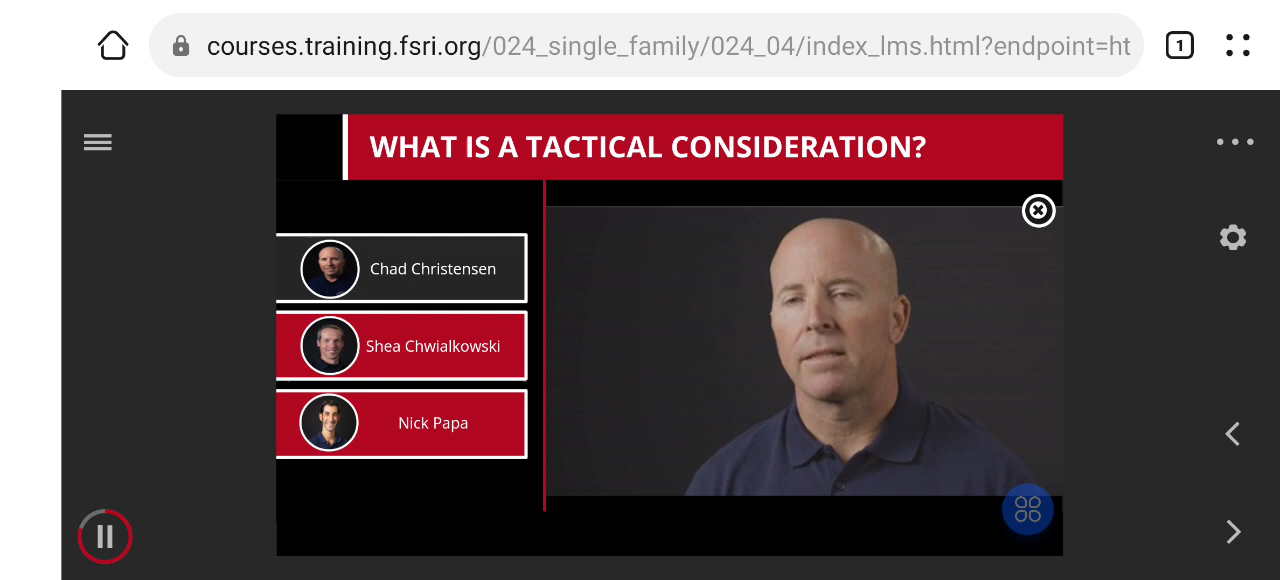 courses.training.fsri.org/024_single_family/024_04/index_lms.html?endpoint=ht
1
WHAT IS A TACTICAL CONSIDERATION?
Chad Christensen
Shea Chwialkowski
Nick Papa